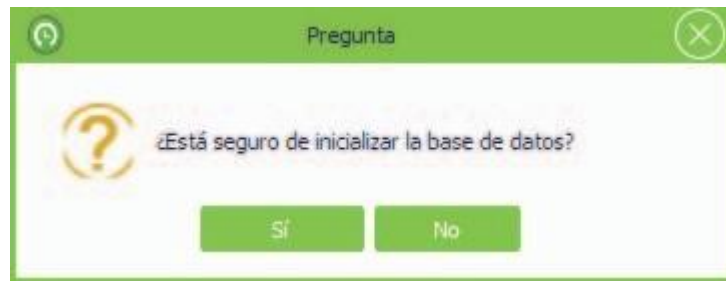 Pregunta
¿Está seguro de inicializar la base de datos?
Sí
No